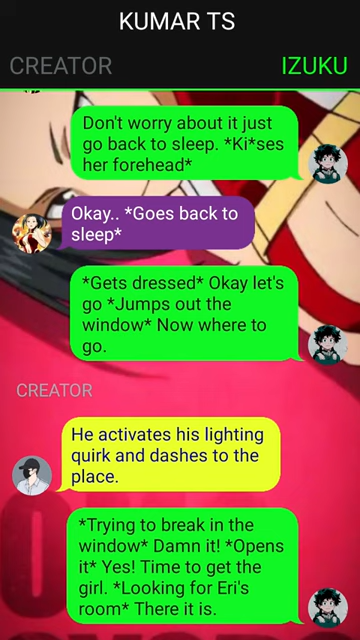 KUMAR TS
CREATOR
IZUKU
Don't worry about it just
go back to sleep. *Ki*ses
her forehead*
Okay.. *Goes back to
sleep*
*Gets dressed* Okay let's
go *Jumps out the
window* Now where to
go.
CREATOR
He activates his lighting
quirk and dashes to the
place.
*Trying to break in the
window* Damn it! *Opens
it* Yes! Time to get the
girl. *Looking for Eri's
room* There it is.